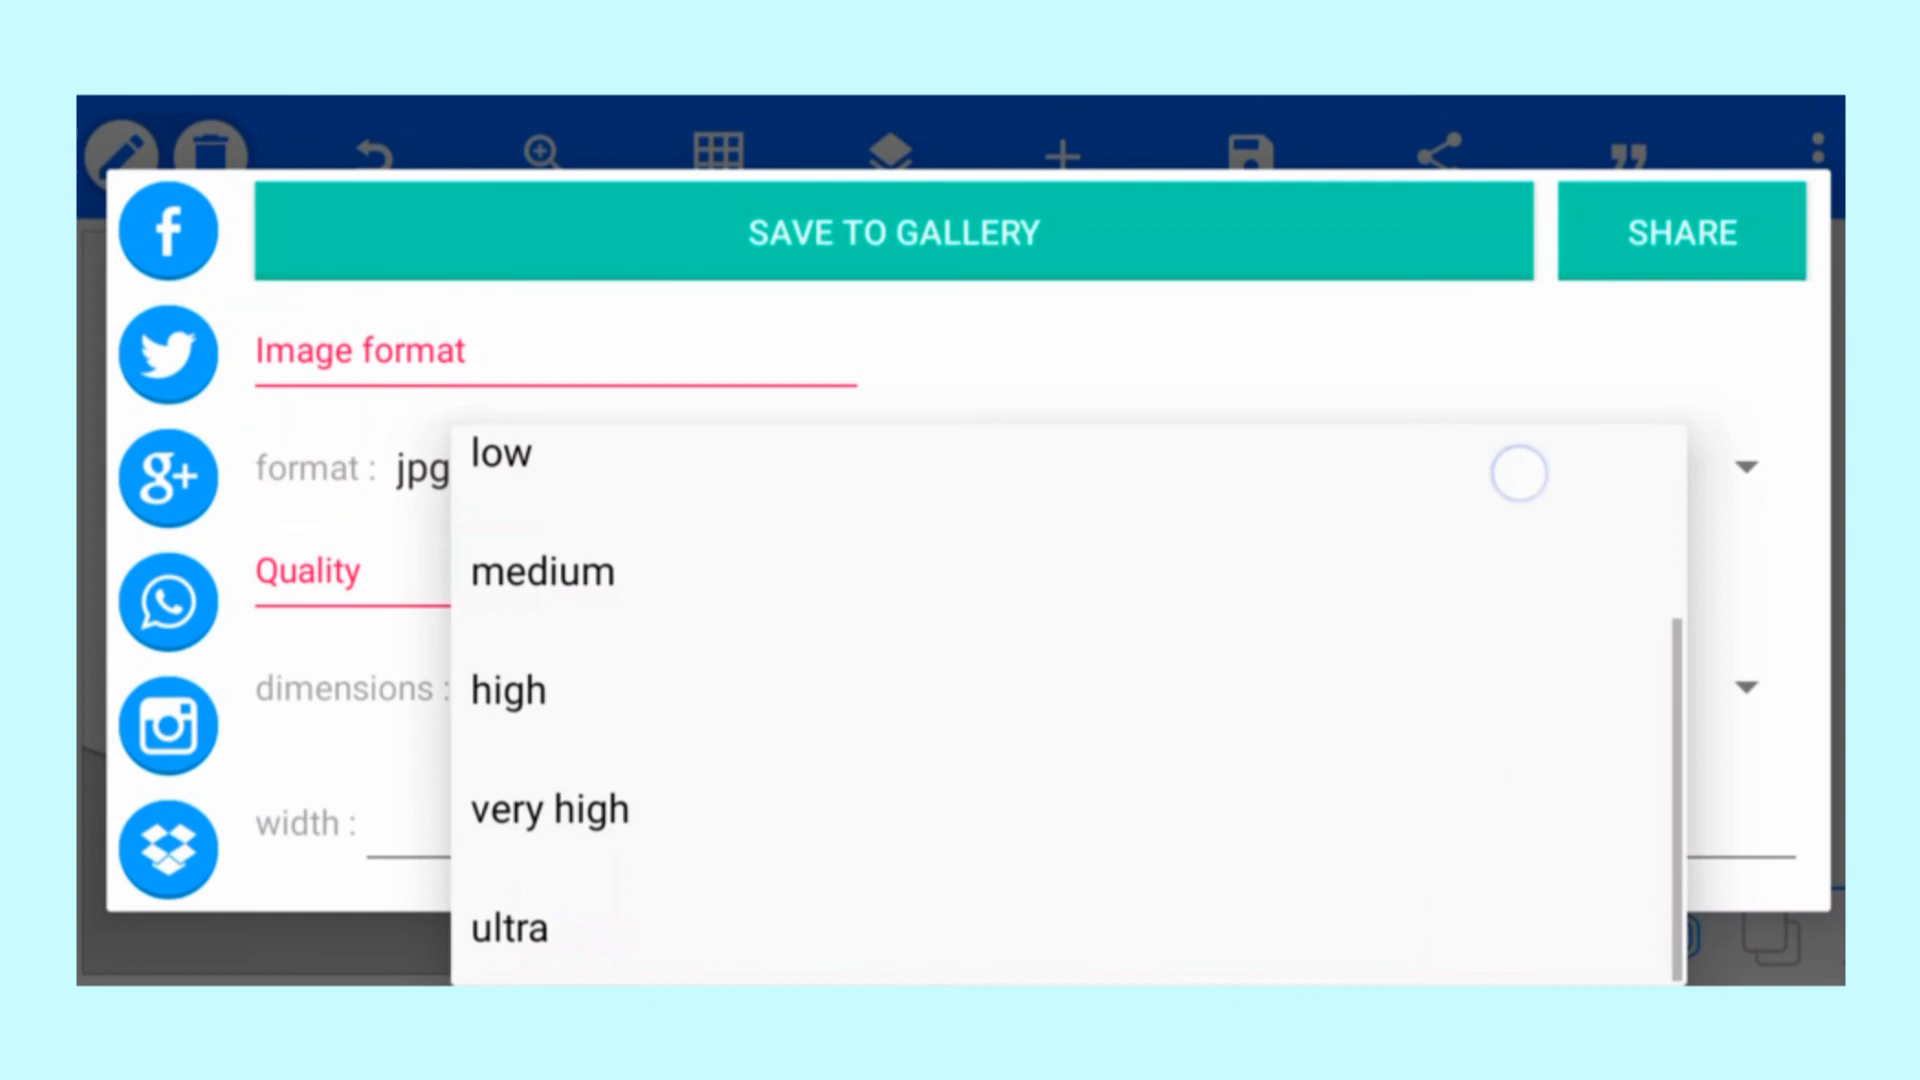 SAVE TO GALLERY
SHARE
Image format
format : jpg
low
Quality
medium
dimensions :
high
width :
very high
ultra